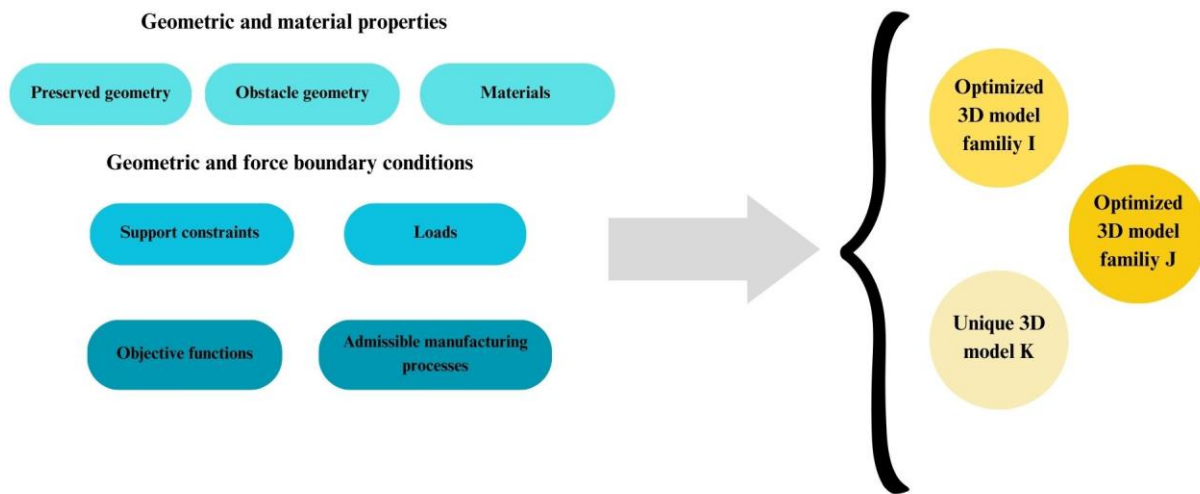 Geometric and material properties
Preserved geometry
Obstacle geometry
Materials
Geometric and force boundary conditions
Support constraints
Loads
Objective functions
Admissible manufacturing
processes
Optimized
3D model
familiy I
Optimized
3D model
familiy J
Unique 3D
model K